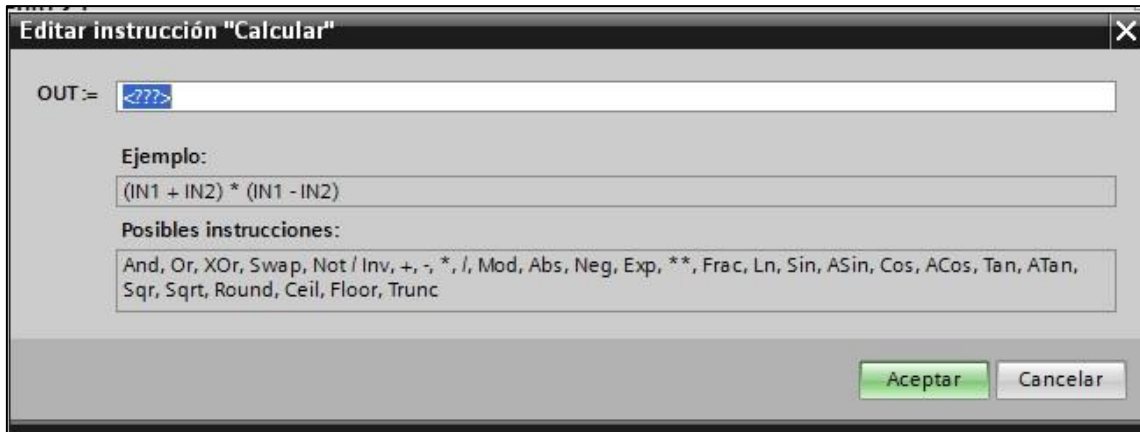 Editar instrucción "Calcular"
OUT := <???>
Ejemplo:
(IN1 + IN2) * (IN1 - IN2)
Posibles instrucciones:
And, Or, XOr, Swap, Not / Inv, +, -, *, /, Mod, Abs, Neg, Exp, **, Frac, Ln, Sin, ASin, Cos, ACos, Tan, ATan,
Sqr, Sqrt, Round, Ceil, Floor, Trunc
Aceptar Cancelar